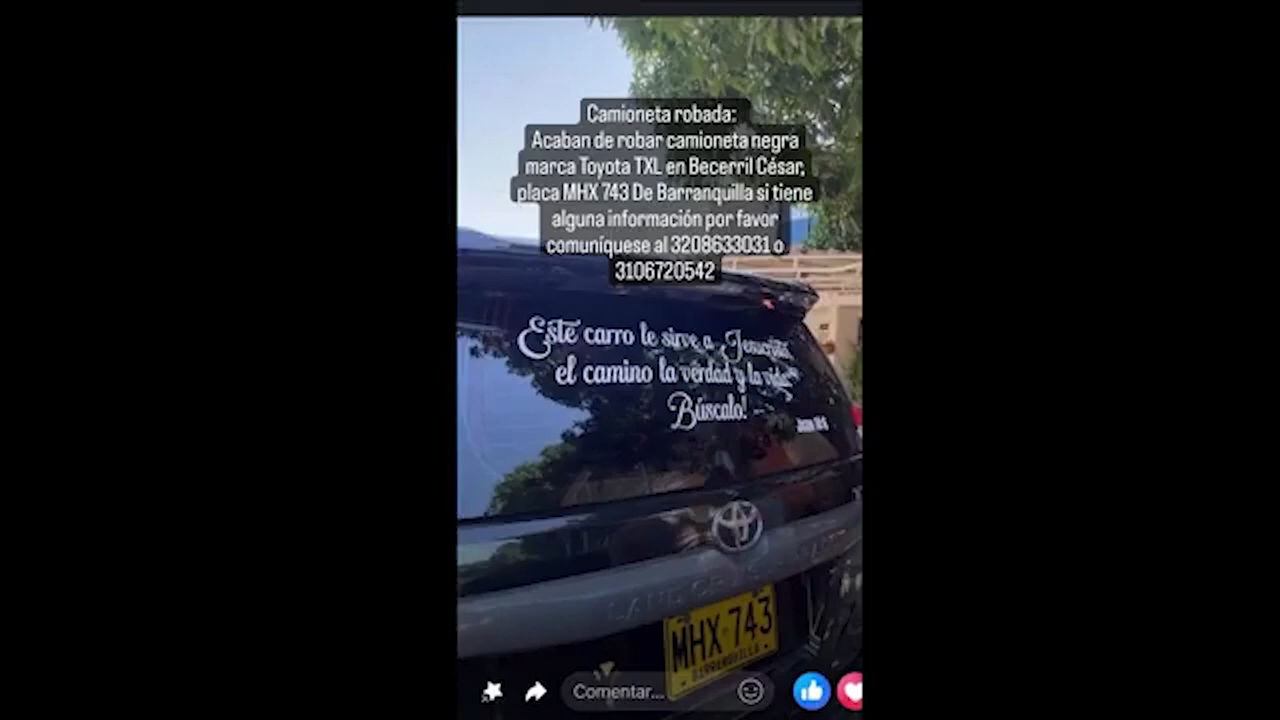 Camioneta robada:
Acaban de robar camioneta negra
marca Toyota TXL en Becerril César,
placa MHX 743 De Barranquilla si tiene
alguna información por favor
comuníquese al 3208633031 o
3106720542
Este carro le sirve a Jesucristo,
el camino la verdad y la vida
Búscalo!
LAND CRUISER
MHX 743
BARRANQUILLA
Comentar...